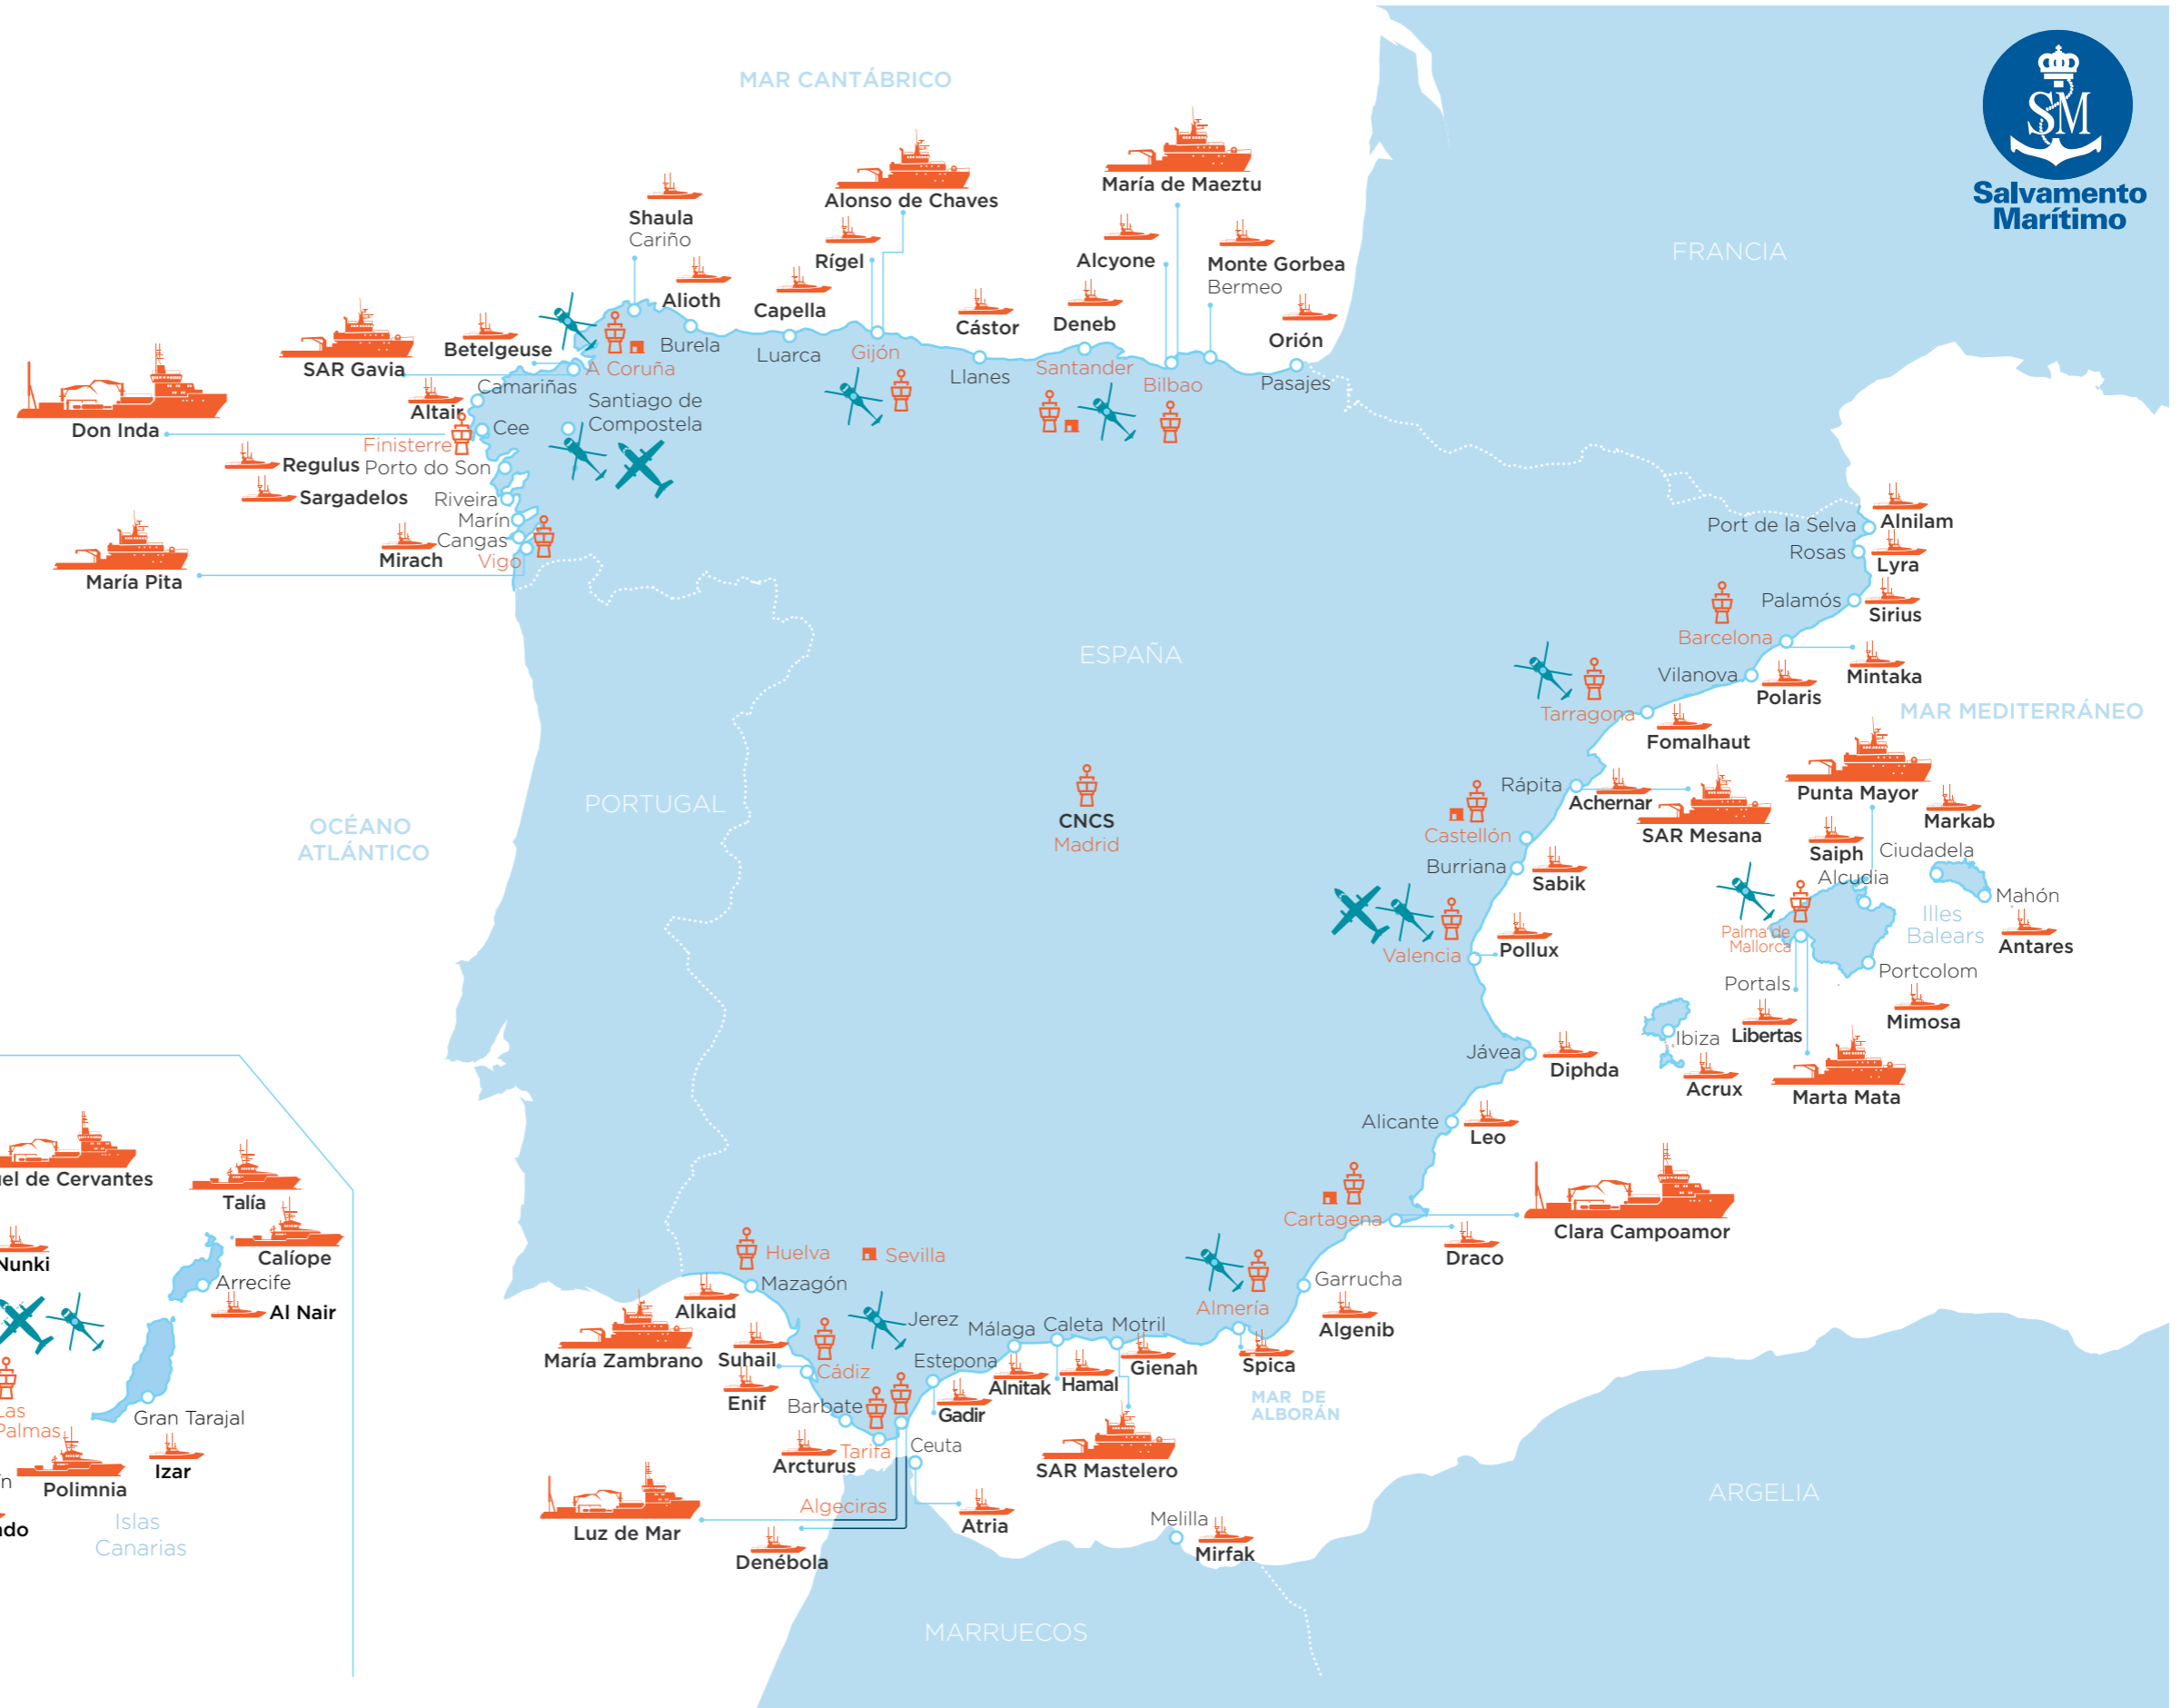 MAR CANTÁBRICO
SM
Salvamento
Marítimo
María de Maeztu
Alonso de Chaves
Shaula
Cariño
Rígel
Alcyone
Monte Gorbea
Bermeo
FRANCIA
Alioth
Capella
Cástor
Deneb
Orión
SAR Gavia
Betelgeuse
Burela
Luarca
Gijón
Llanes
Santander
Bilbao
Pasajes
A Coruña
Camariñas
Altair
Santiago de
Compostela
Don Inda
Cee
Finisterre
Regulus
Porto do Son
Sargadelos
Riveira
Marín
Cangas
Mirach
Vigo
María Pita
Port de la Selva
Alnilam
Rosas
Lyra
Palamós
Sirius
Barcelona
Mintaka
Vilanova
Polaris
ESPAÑA
MAR MEDITERRÁNEO
Tarragona
Fomalhaut
Rápita
Achernar
SAR Mesana
Punta Mayor
Markab
PORTUGAL
OCÉANO
ATLÁNTICO
CNCS
Madrid
Castellón
Burriana
Sabik
Saiph
Ciudadela
Alcudia
Mahón
Illes
Balears
Antares
Palma de
Mallorca
Valencia
Pollux
Portcolom
Portals
Mimosa
Libertas
Ibiza
Acrux
Marta Mata
Jávea
Diphda
Alicante
Leo
Clara Campoamor
Cartagena
Draco
uel de Cervantes
Talía
Calíope
Nunki
Arrecife
Al Nair
Las
Palmas
Gran Tarajal
Izar
Polimnia
ín
ado
Islas
Canarias
Huelva
Sevilla
Mazagón
Alkaid
María Zambrano
Suhail
Enif
Cádiz
Jerez
Barbate
Estepona
Málaga
Caleta
Motril
Almería
Garrucha
Algenib
Spica
Gienah
Hamal
Alnitak
Gadir
MAR DE
ALBORÁN
Arcturus
Tarifa
Ceuta
SAR Mastelero
Algeciras
Luz de Mar
Denébola
Atria
Melilla
Mirfak
ARGELIA
MARRUECOS